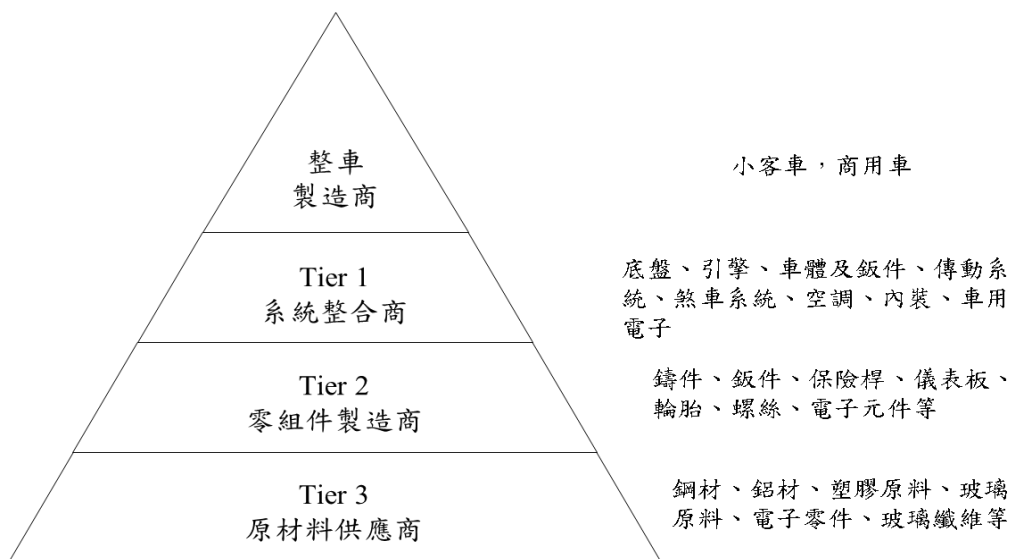 整車
製造商
小客車，商用車
Tier 1
系統整合商
底盤、引擎、車體及鈑件、傳動系
統、煞車系統、空調、內裝、車用
電子
Tier 2
零組件製造商
鑄件、鈑件、保險桿、儀表板、
輪胎、螺絲、電子元件等
Tier 3
原材料供應商
鋼材、鋁材、塑膠原料、玻璃
原料、電子零件、玻璃纖維等